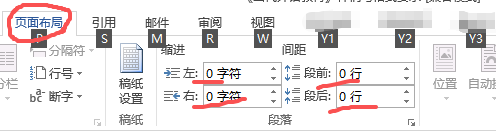 页面布局 引用 邮件 审阅 视图
P S M R W Y1 Y2 Y3
分隔符 缩进 间距
行号 稿纸设置 左: 0 字符 段前: 0 行 位置
断字 右: 0 字符 段后: 0 行
稿纸 段落